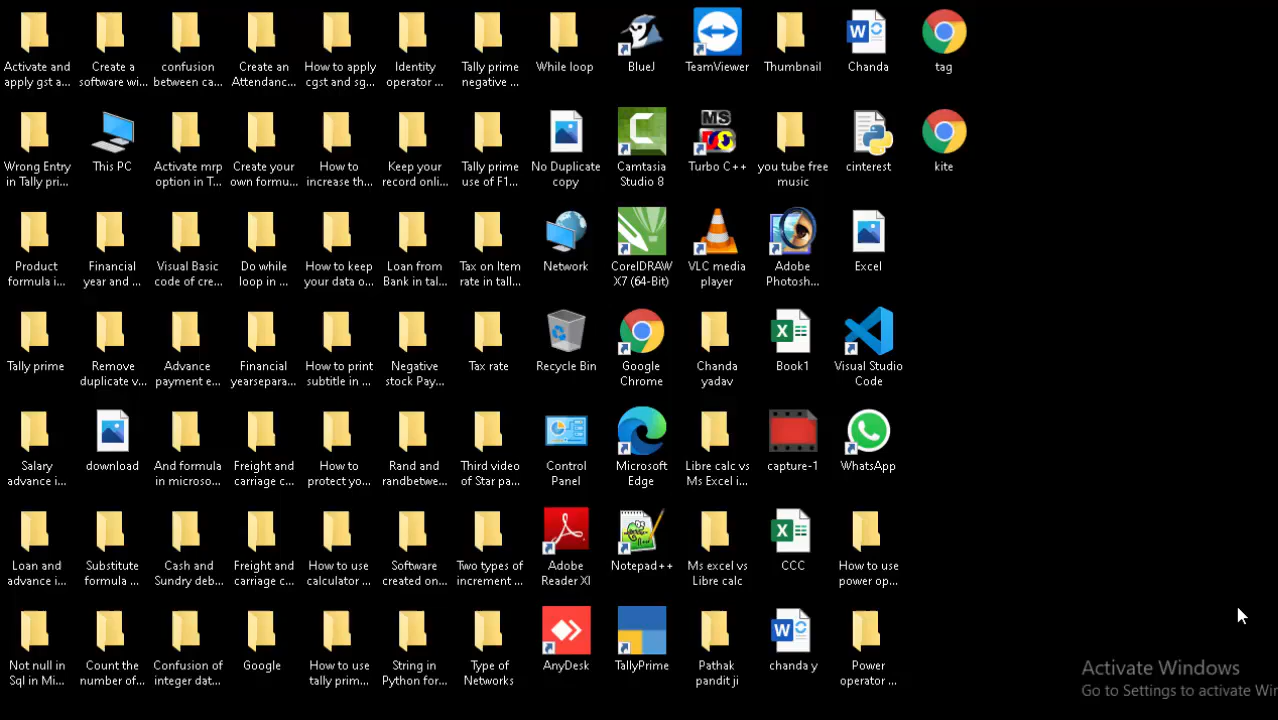 Activate and
apply gst a...
Create a
software wi...
confusion
between ca...
Create an
Attendanc...
How to apply
cgst and sg...
Identity
operator ...
Tally prime
negative ...
While loop
BlueJ
TeamViewer
Thumbnail
Chanda
tag
Wrong Entry
in Tally pri...
This PC
Activate mrp
option in T...
Create your
own formu...
How to
increase th...
Keep your
record onli...
Tally prime
use of F1...
No Duplicate
copy
Camtasia
Studio 8
MS
Turbo C++
you tube free
music
cinterest
kite
Product
formula i...
Financial
year and ...
Visual Basic
code of cre...
Do while
loop in ...
How to keep
your data o...
Loan from
Bank in tal...
Tax on Item
rate in tall...
Network
CorelDRAW
X7 (64-Bit)
VLC media
player
Adobe
Photosh...
Excel
Tally prime
Remove
duplicate v...
Advance
payment e...
Financial
yearsepara...
How to print
subtitle in ...
Negative
stock Pay...
Tax rate
Recycle Bin
Google
Chrome
Chanda
yadav
Book1
Visual Studio
Code
Salary
advance i...
download
And formula
in microso...
Freight and
carriage c...
How to
protect yo...
Rand and
randbetwe...
Third video
of Star pa...
Control
Panel
Microsoft
Edge
Libre calc vs
Ms Excel i...
capture-1
WhatsApp
Loan and
advance i...
Substitute
formula ...
Cash and
Sundry deb...
Freight and
carriage c...
How to use
calculator ...
Software
created on...
Two types of
increment ...
Adobe
Reader XI
Notepad++
Ms excel vs
Libre calc
CCC
How to use
power op...
Not null in
Sql in Mi...
Count the
number of...
Confusion of
integer dat...
Google
How to use
tally prim...
String in
Python for...
Type of
Networks
AnyDesk
TallyPrime
Pathak
pandit ji
chanda y
Power
operator ...
Activate Windows
Go to Settings to activate Win